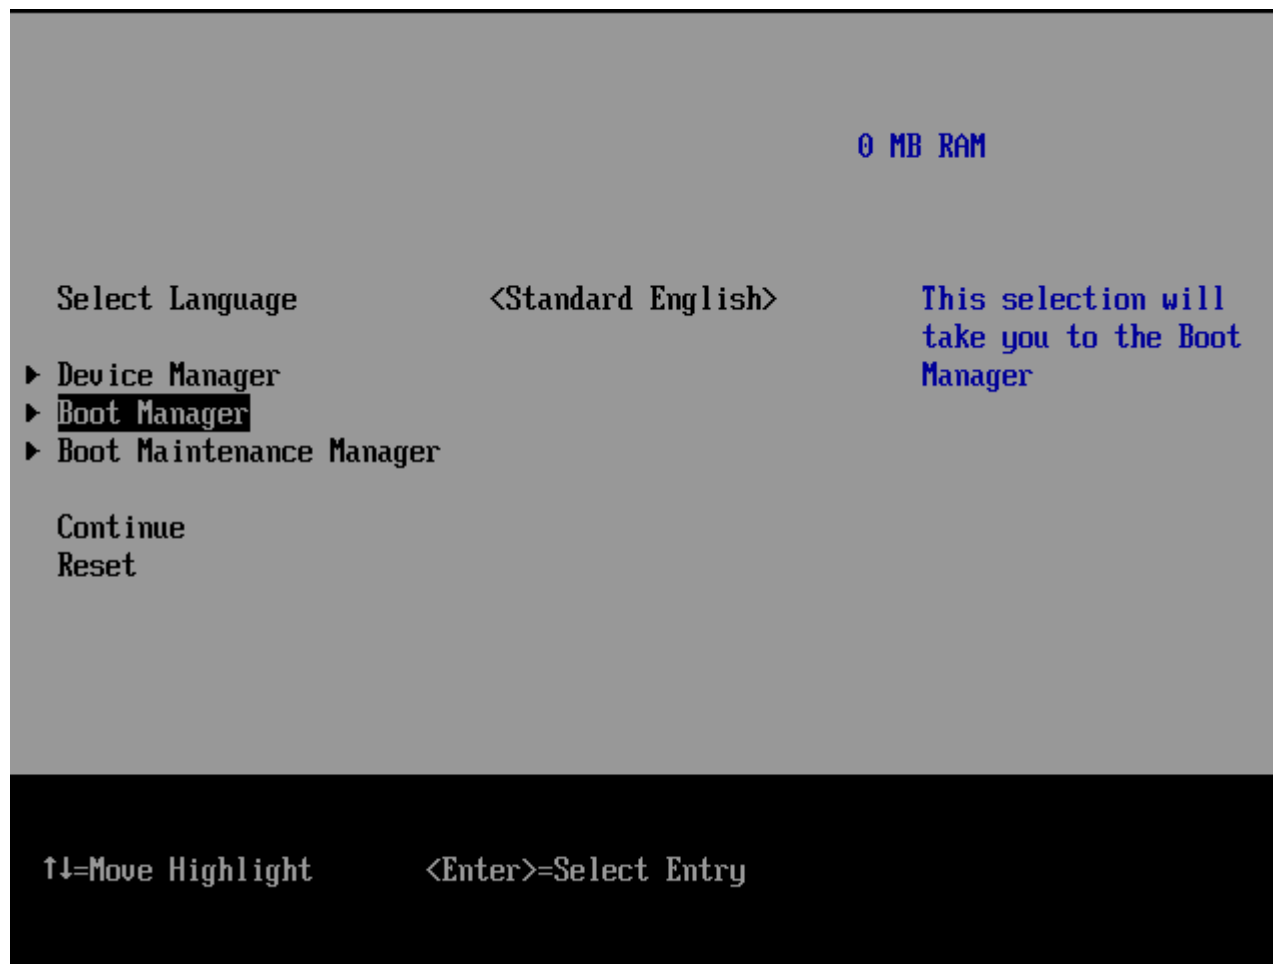 0 MB RAM
Select Language <Standard English> This selection will
take you to the Boot
▶ Device Manager Manager
▶ Boot Manager
▶ Boot Maintenance Manager
Continue
Reset
↑↓=Move Highlight <Enter>=Select Entry